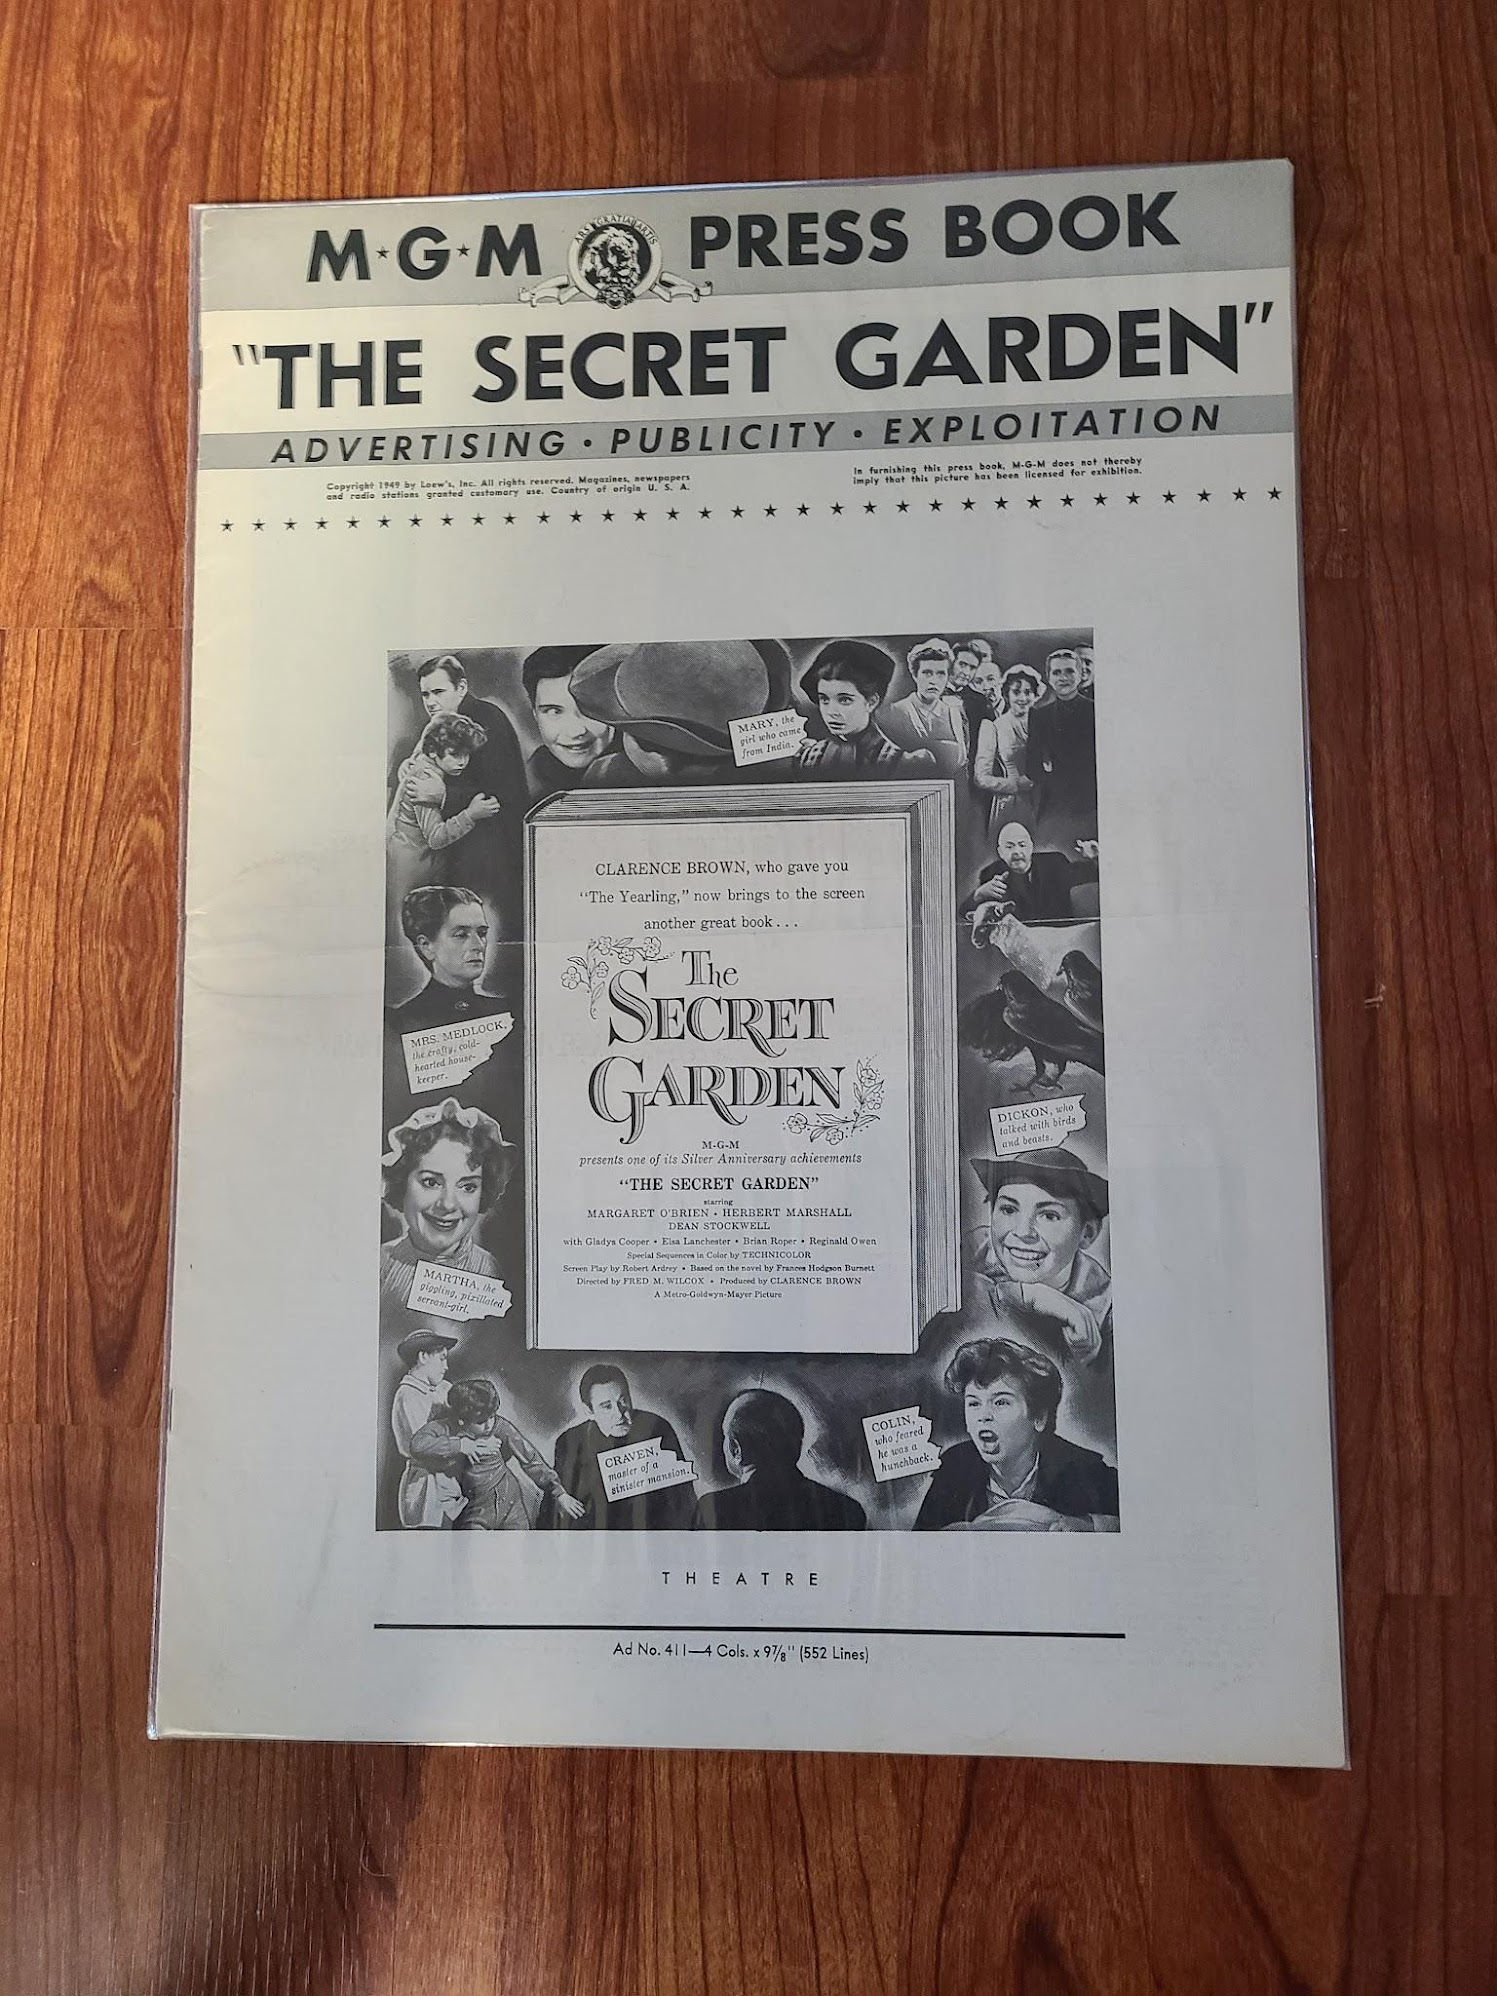 M★G★M PRESS BOOK
ARS GRATIA ARTIS
"THE SECRET GARDEN"
ADVERTISING • PUBLICITY • EXPLOITATION
Copyright 1949 by Loew's, Inc. All rights reserved. Magazines, newspapers
and radio stations granted customary use. Country of origin U. S. A.
In furnishing this press book, M-G-M does not thereby
imply that this picture has been licensed for exhibition.
MARY, the
girl who came
from India.
CLARENCE BROWN, who gave you
"The Yearling," now brings to the screen
another great book...
The
SECRET
GARDEN
M-G-M
presents one of its Silver Anniversary achievements
"THE SECRET GARDEN"
starring
MARGARET O'BRIEN • HERBERT MARSHALL
DEAN STOCKWELL
with Gladys Cooper • Elsa Lanchester • Brian Roper • Reginald Owen
Special Sequences in Color by TECHNICOLOR
Screen Play by Robert Ardrey • Based on the novel by Frances Hodgson Burnett
Directed by FRED M. WILCOX • Produced by CLARENCE BROWN
A Metro-Goldwyn-Mayer Picture
MRS. MEDLOCK,
the crafty, cold-
hearted house-
keeper.
DICKON, who
talked with birds
and beasts.
MARTHA, the
giggling, pixillated
servant-girl.
CRAVEN,
master of a
sinister mansion.
COLIN,
who feared
he was a
hunchback.
THEATRE
Ad No. 411—4 Cols. x 9⅞" (552 Lines)